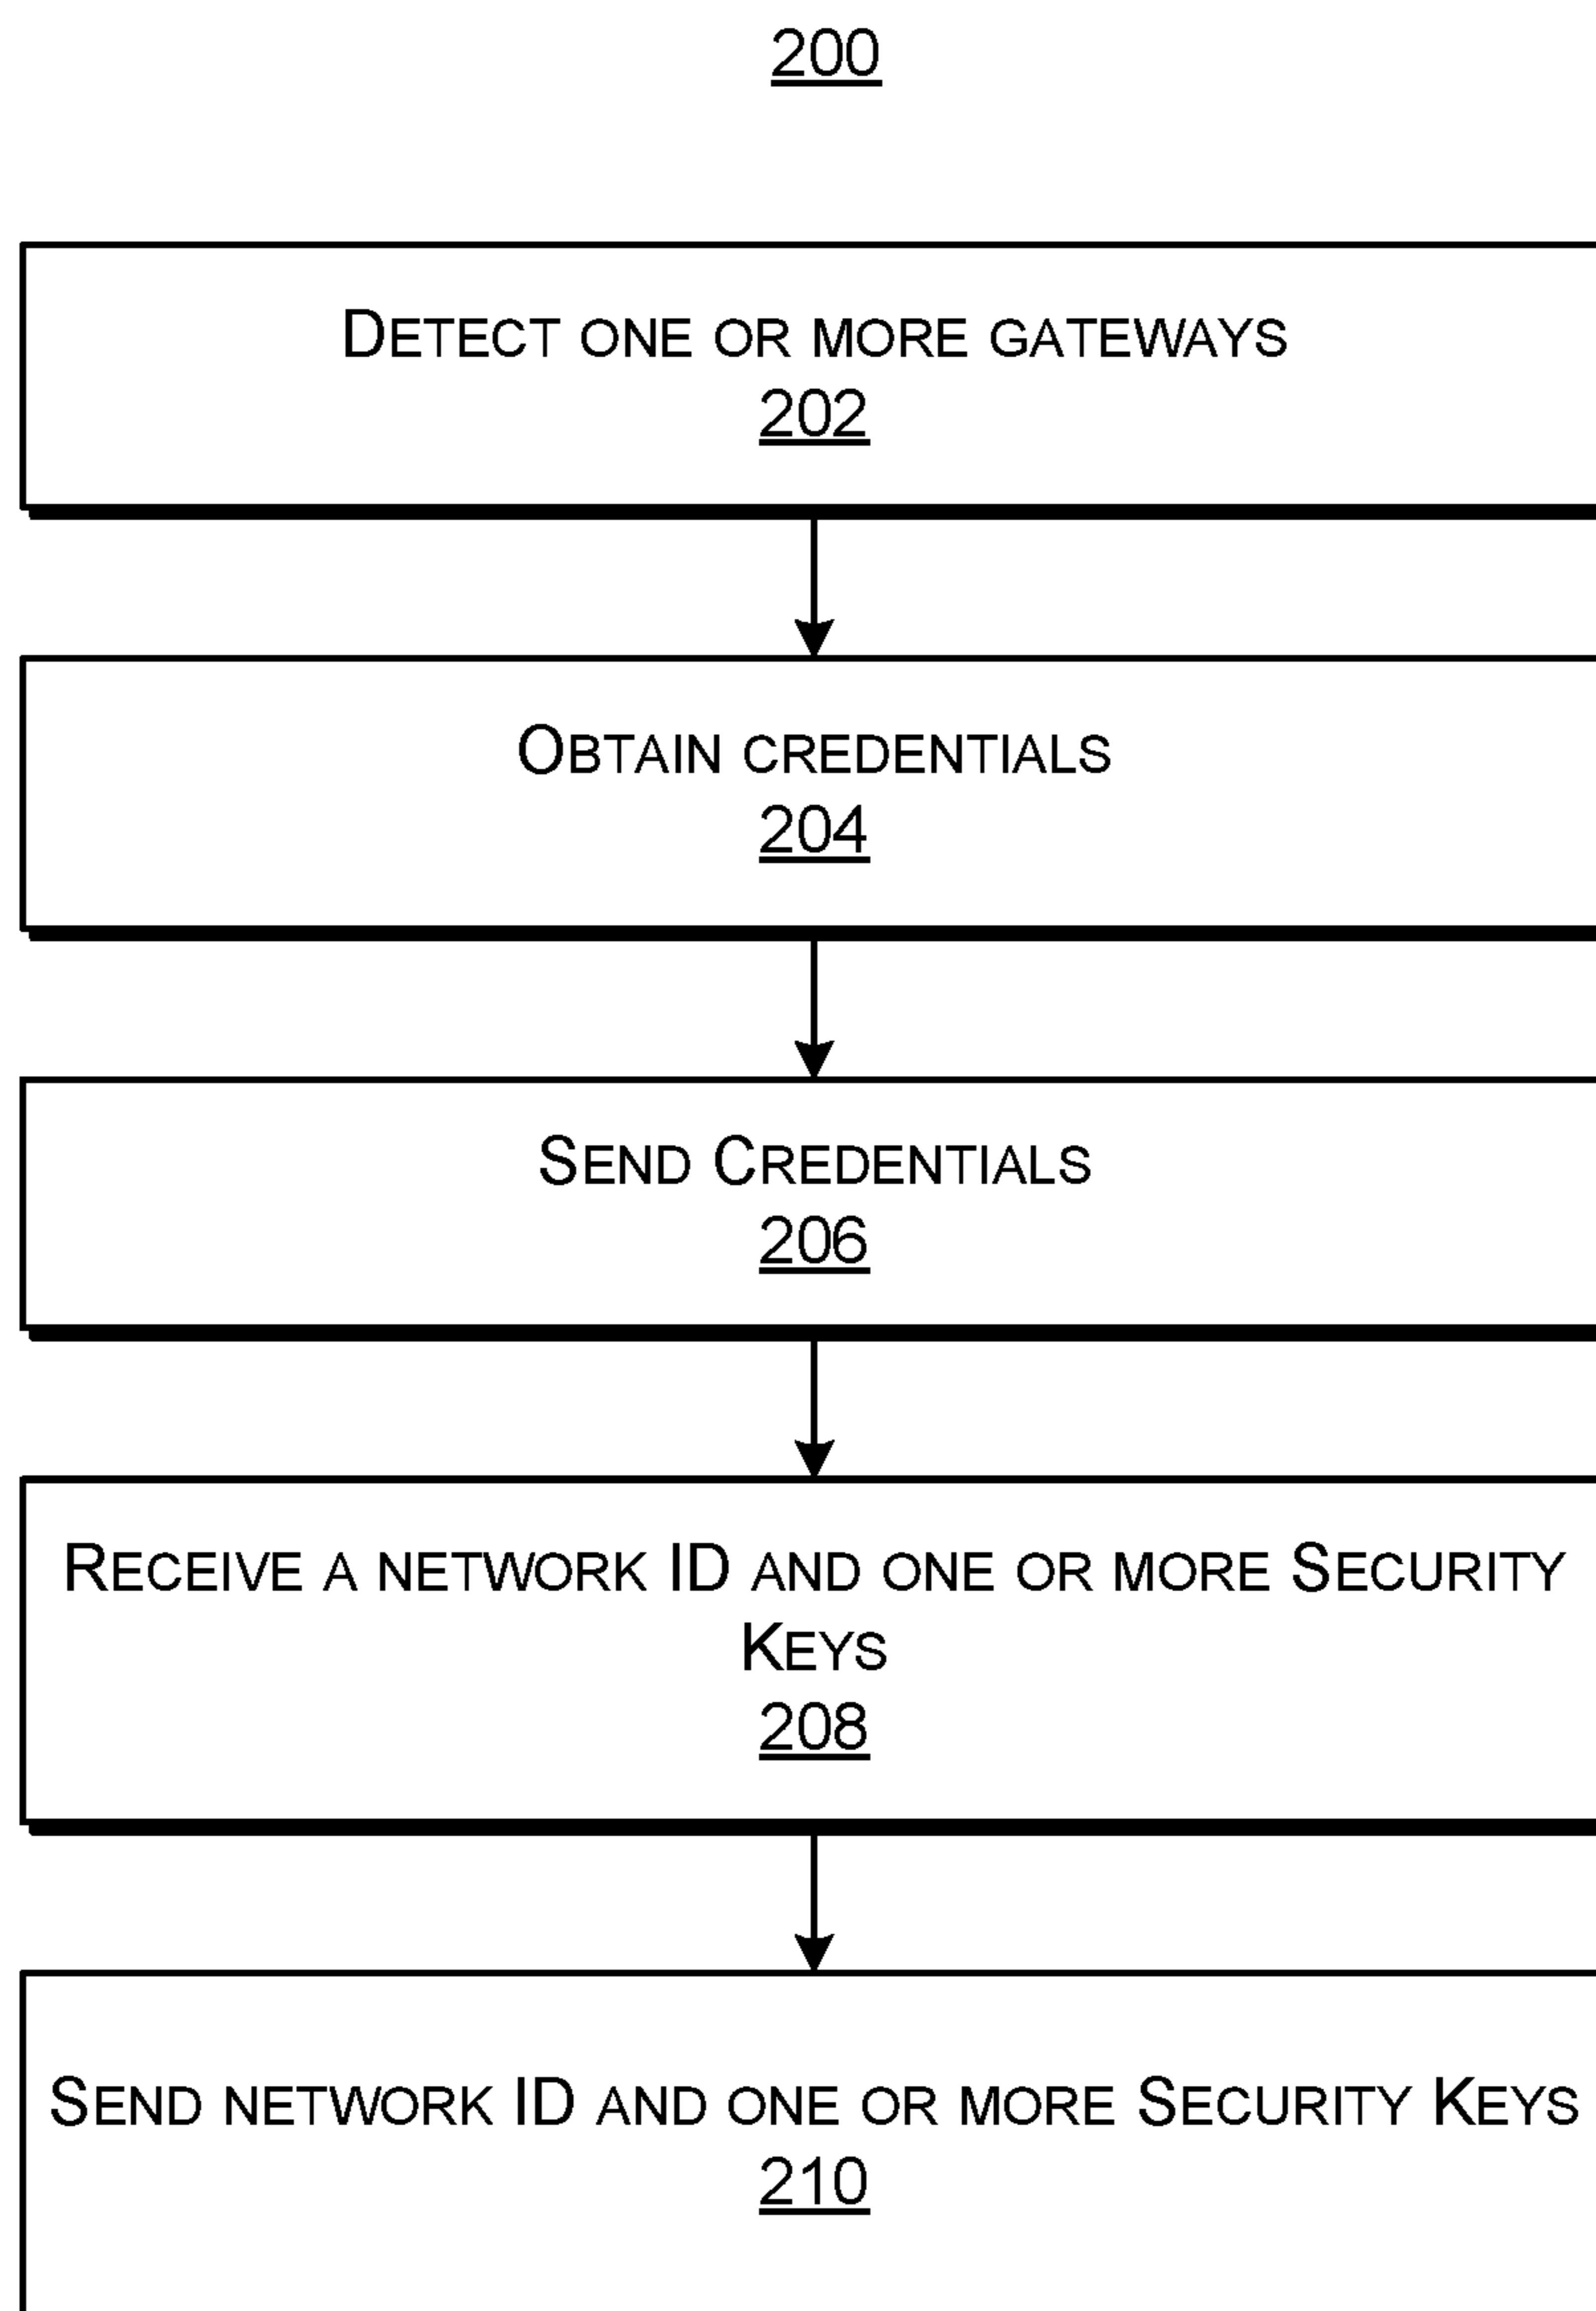 200
Detect one or more gateways
202
Obtain credentials
204
Send Credentials
206
Receive a network ID and one or more Security
Keys
208
Send network ID and one or more Security Keys
210